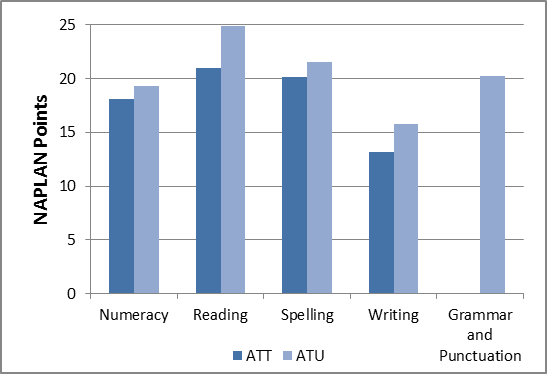 NAPLAN Points
25
20
15
10
5
0
Numeracy Reading Spelling Writing Grammar
and
Punctuation
ATT ATU